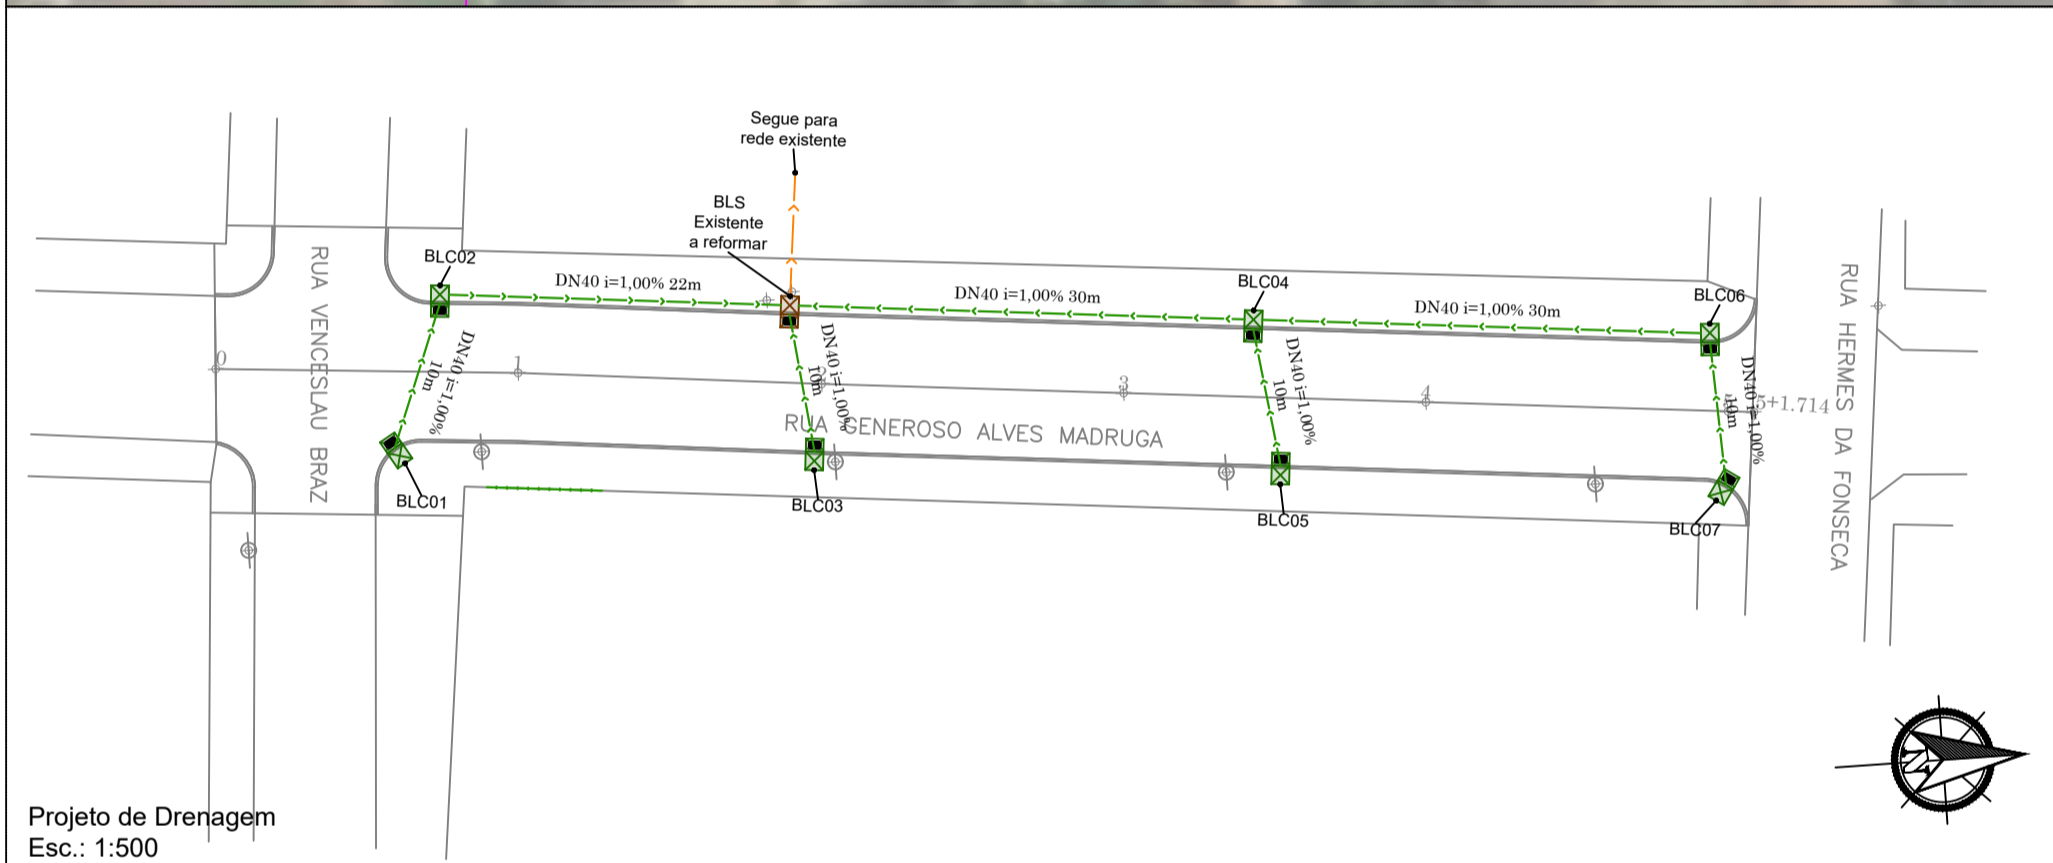 Segue para
rede existente
BLS
Existente
a reformar
BLC02
DN40 i=1,00% 22m
DN40 i=1,00% 30m
BLC04
DN40 i=1,00% 30m
BLC06
RUA VENCESLAU BRAZ
DN40 i=1,00%
10m
DN40 i=1,00%
10m
DN40 i=1,00%
10m
DN40 i=1,00%
10m
RUA HERMES DA FONSECA
0
1
2
3
4
5+1.714
RUA GENEROSO ALVES MADRUGA
BLC01
BLC03
BLC05
BLC07
N
Projeto de Drenagem
Esc.: 1:500